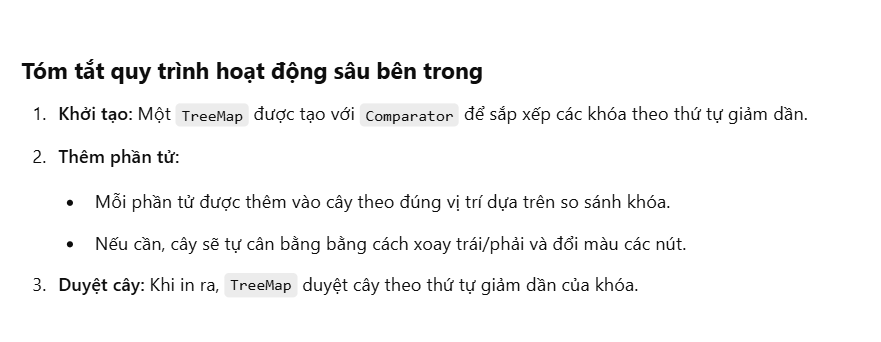 Tóm tắt quy trình hoạt động sâu bên trong
1. Khởi tạo: Một TreeMap được tạo với Comparator để sắp xếp các khóa theo thứ tự giảm dần.
2. Thêm phần tử:
• Mỗi phần tử được thêm vào cây theo đúng vị trí dựa trên so sánh khóa.
• Nếu cần, cây sẽ tự cân bằng bằng cách xoay trái/phải và đổi màu các nút.
3. Duyệt cây: Khi in ra, TreeMap duyệt cây theo thứ tự giảm dần của khóa.